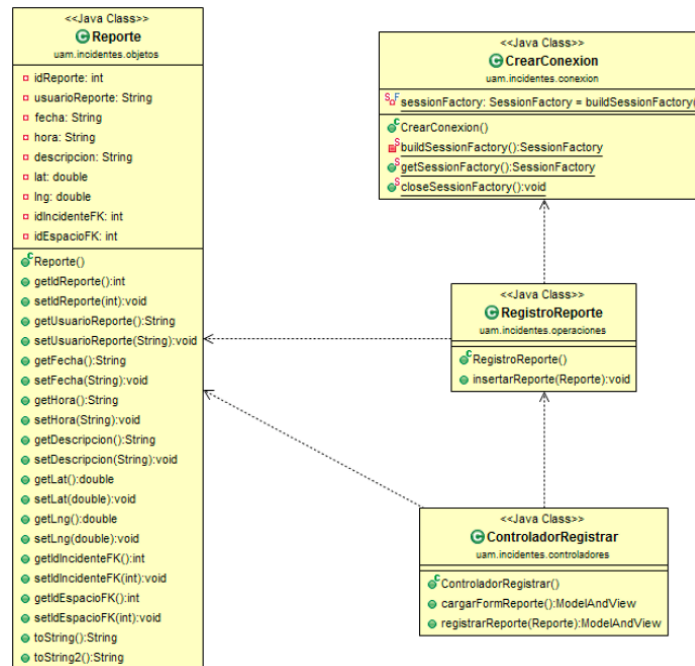 <<Java Class>>
Reporte
uam.incidentes.objetos
idReporte: int
usuarioReporte: String
fecha: String
hora: String
descripcion: String
lat: double
lng: double
idIncidenteFK: int
idEspacioFK: int
Reporte()
getIdReporte():int
setIdReporte(int):void
getUsuarioReporte():String
setUsuarioReporte(String):void
getFecha():String
setFecha(String):void
getHora():String
setHora(String):void
getDescripcion():String
setDescripcion(String):void
getLat():double
setLat(double):void
getLng():double
setLng(double):void
getIdIncidenteFK():int
setIdIncidenteFK(int):void
getIdEspacioFK():int
setIdEspacioFK(int):void
toString():String
toString2():String
<<Java Class>>
CrearConexion
uam.incidentes.conexion
sessionFactory: SessionFactory = buildSessionFactory(
CrearConexion()
buildSessionFactory():SessionFactory
getSessionFactory():SessionFactory
closeSessionFactory():void
<<Java Class>>
RegistroReporte
uam.incidentes.operaciones
RegistroReporte()
insertarReporte(Reporte):void
<<Java Class>>
ControladorRegistrar
uam.incidentes.controladores
ControladorRegistrar()
cargarFormReporte():ModelAndView
registrarReporte(Reporte):ModelAndView